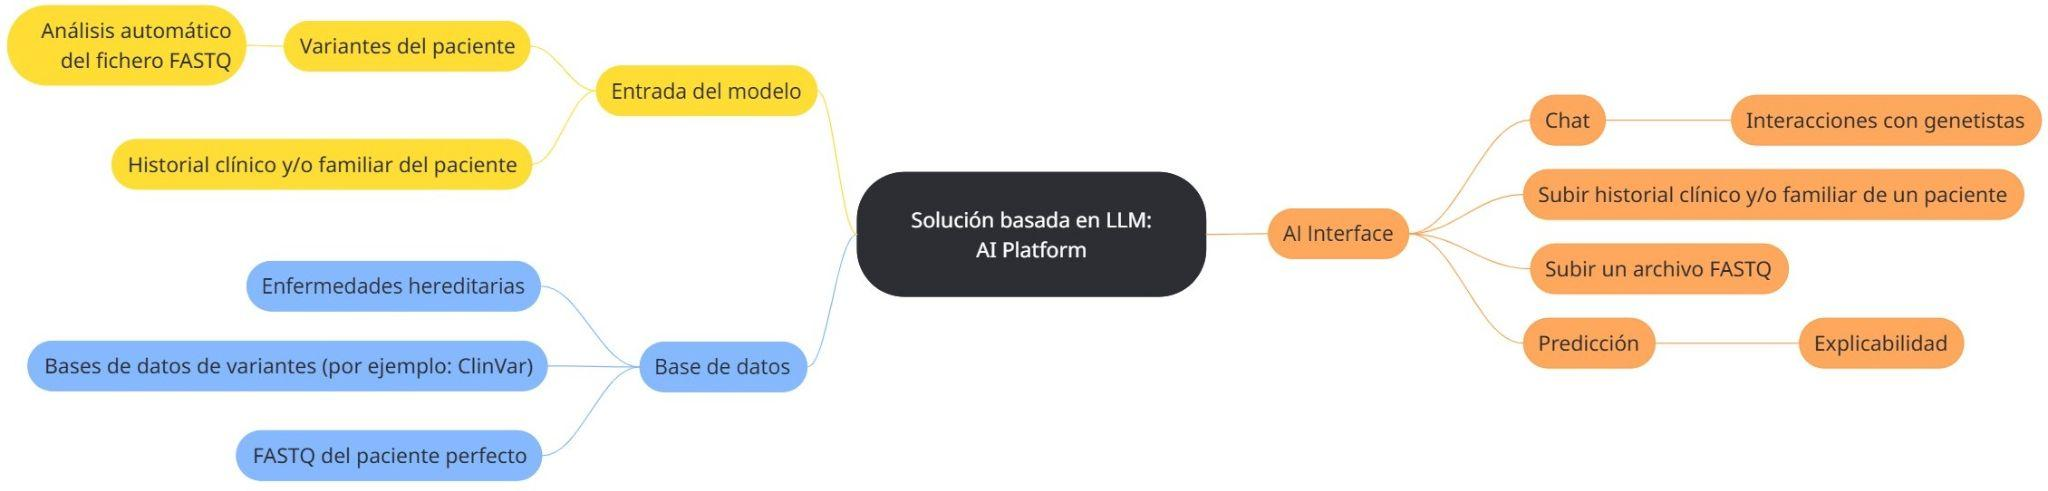 Análisis automático
del fichero FASTQ
Variantes del paciente
Entrada del modelo
Historial clínico y/o familiar del paciente
Enfermedades hereditarias
Bases de datos de variantes (por ejemplo: ClinVar)
Base de datos
FASTQ del paciente perfecto
Solución basada en LLM:
AI Platform
AI Interface
Chat
Interacciones con genetistas
Subir historial clínico y/o familiar de un paciente
Subir un archivo FASTQ
Predicción
Explicabilidad